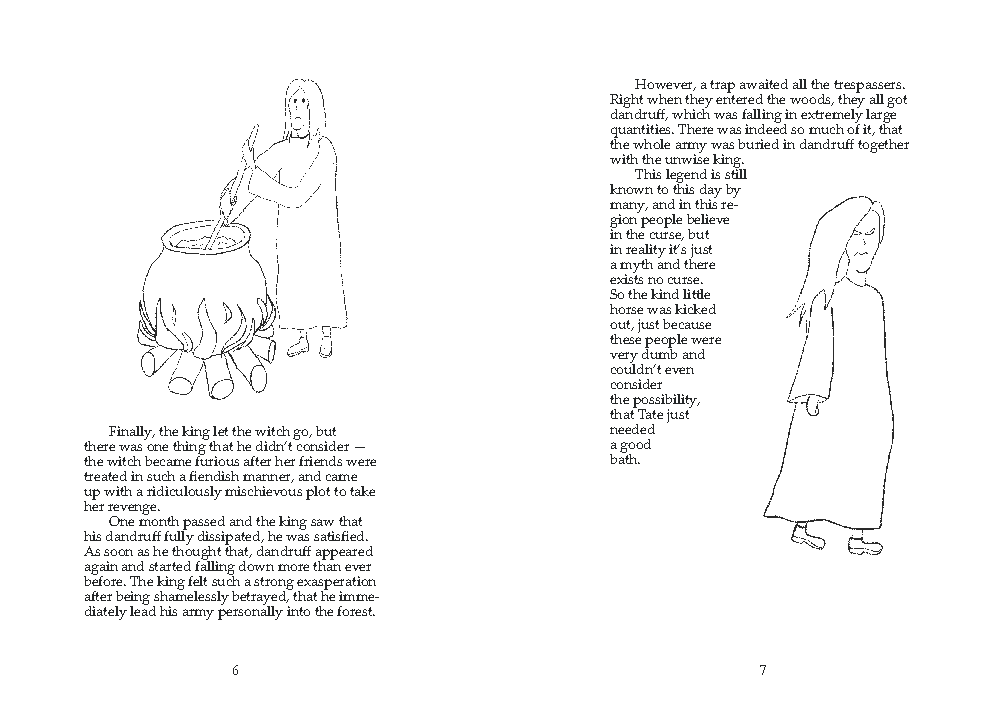 Finally, the king let the witch go, but
there was one thing that he didn't consider —
the witch became furious after her friends were
treated in such a fiendish manner, and came
up with a ridiculously mischievous plot to take
her revenge.
One month passed and the king saw that
his dandruff fully dissipated, he was satisfied.
As soon as he thought that, dandruff appeared
again and started falling down more than ever
before. The king felt such a strong exasperation
after being shamelessly betrayed, that he imme-
diately lead his army personally into the forest.
6
However, a trap awaited all the trespassers.
Right when they entered the woods, they all got
dandruff, which was falling in extremely large
quantities. There was indeed so much of it, that
the whole army was buried in dandruff together
with the unwise king.
This legend is still
known to this day by
many, and in this re-
gion people believe
in the curse, but
in reality it's just
a myth and there
exists no curse.
So the kind little
horse was kicked
out, just because
these people were
very dumb and
couldn't even
consider
the possibility,
that Tate just
needed
a good
bath.
7